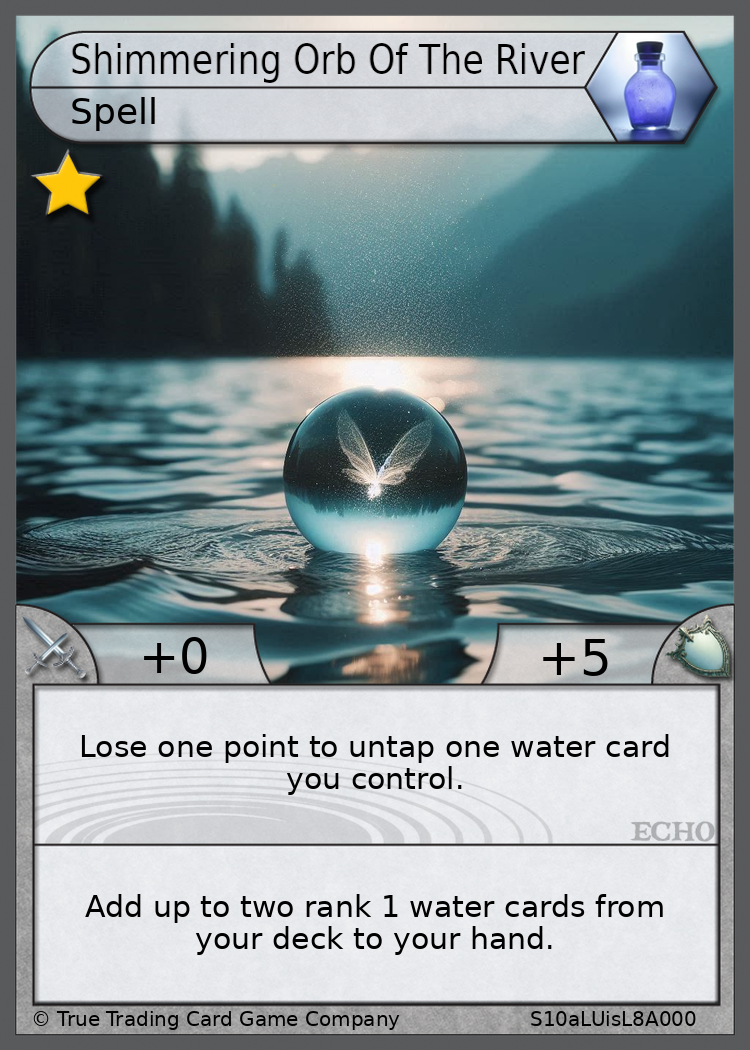 Shimmering Orb Of The River
Spell
+0
+5
Lose one point to untap one water card
you control.
ECHO
Add up to two rank 1 water cards from
your deck to your hand.
© True Trading Card Game Company
S10aLUisL8A000